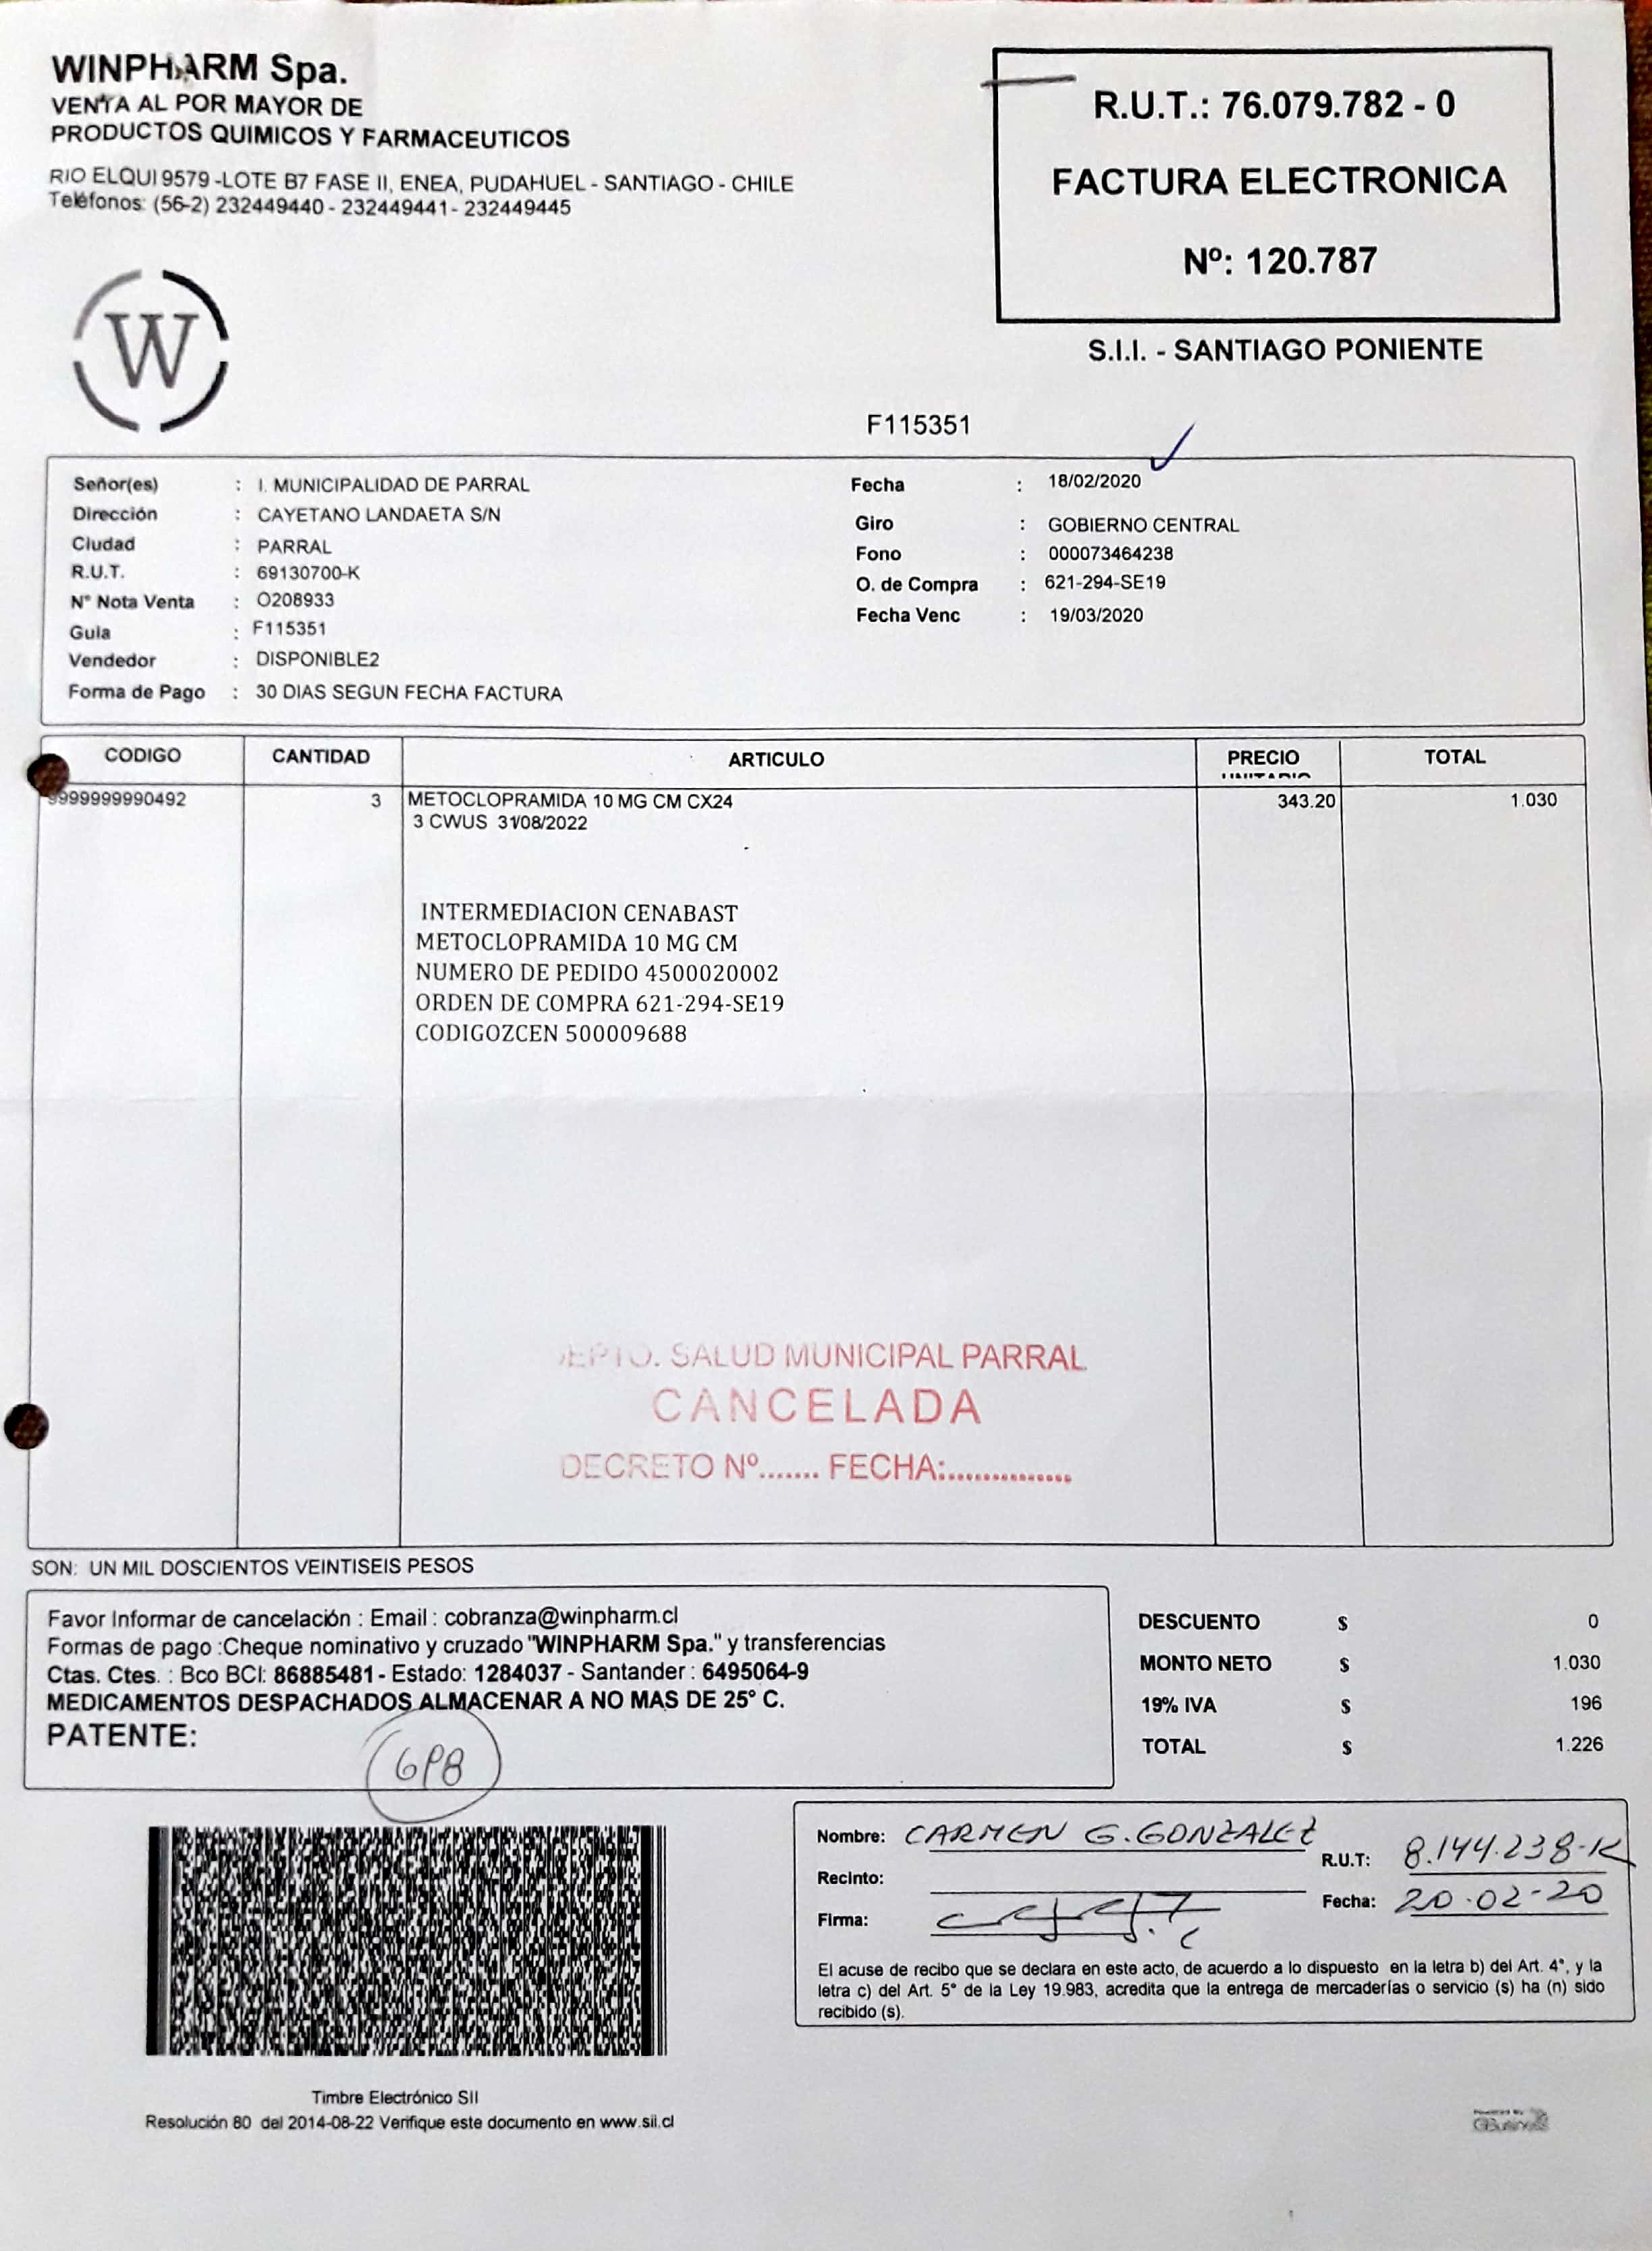 WINPHARM Spa.
VENTA AL POR MAYOR DE
PRODUCTOS QUIMICOS Y FARMACEUTICOS
RIO ELQUI 9579 -LOTE B7 FASE II, ENEA, PUDAHUEL - SANTIAGO - CHILE
Teléfonos: (56-2) 232449440 - 232449441- 232449445
W
R.U.T.: 76.079.782 - 0
FACTURA ELECTRONICA
Nº: 120.787
S.I.I. - SANTIAGO PONIENTE
F115351
Señor(es) : I. MUNICIPALIDAD DE PARRAL
Dirección : CAYETANO LANDAETA S/N
Ciudad : PARRAL
R.U.T. : 69130700-K
N° Nota Venta : O208933
Guia : F115351
Vendedor : DISPONIBLE2
Forma de Pago : 30 DIAS SEGUN FECHA FACTURA
Fecha : 18/02/2020
Giro : GOBIERNO CENTRAL
Fono : 000073464238
O. de Compra : 621-294-SE19
Fecha Venc : 19/03/2020
CODIGO CANTIDAD ARTICULO PRECIO UNITARIO TOTAL
9999999990492 3 METOCLOPRAMIDA 10 MG CM CX24 343.20 1.030
3 CWUS 31/08/2022
INTERMEDIACION CENABAST
METOCLOPRAMIDA 10 MG CM
NUMERO DE PEDIDO 4500020002
ORDEN DE COMPRA 621-294-SE19
CODIGOZCEN 500009688
DEPTO. SALUD MUNICIPAL PARRAL
CANCELADA
DECRETO Nº....... FECHA:..............
SON: UN MIL DOSCIENTOS VEINTISEIS PESOS
Favor Informar de cancelación : Email : cobranza@winpharm.cl
Formas de pago :Cheque nominativo y cruzado "WINPHARM Spa." y transferencias
Ctas. Ctes. : Bco BCI: 86885481 - Estado: 1284037 - Santander : 6495064-9
MEDICAMENTOS DESPACHADOS ALMACENAR A NO MAS DE 25° C.
PATENTE:
GPB
DESCUENTO $ 0
MONTO NETO $ 1.030
19% IVA $ 196
TOTAL $ 1.226
Nombre: CARMEN G. GONZALEZ
R.U.T: 8.144.238-K
Recinto:
Fecha: 20-02-20
Firma:
El acuse de recibo que se declara en este acto, de acuerdo a lo dispuesto en la letra b) del Art. 4°, y la
letra c) del Art. 5° de la Ley 19.983, acredita que la entrega de mercaderías o servicio (s) ha (n) sido
recibido (s).
Timbre Electrónico SII
Resolución 80 del 2014-08-22 Verifique este documento en www.sii.cl